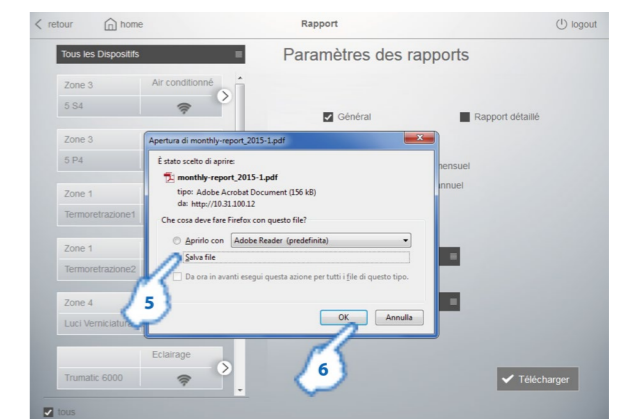 retour
home
Rapport
logout
Tous les Dispositifs
Paramètres des rapports
Zone 3
Air conditionné
5 S4
Général
Rapport détaillé
Zone 3
5 P4
Zone 1
Termoretrazione1
Zone 1
Termoretrazione2
Zone 4
Luci Verniciatura
Eclairage
Trumatic 6000
tous
Apertura di monthly-report_2015-1.pdf
È stato scelto di aprire:
monthly-report_2015-1.pdf
tipo: Adobe Acrobat Document (156 kB)
da: http://10.31.100.12
Che cosa deve fare Firefox con questo file?
Aprirlo con
Adobe Reader (predefinita)
Salva file
Da ora in avanti esegui questa azione per tutti i file di questo tipo.
OK
Annulla
5
6
Télécharger